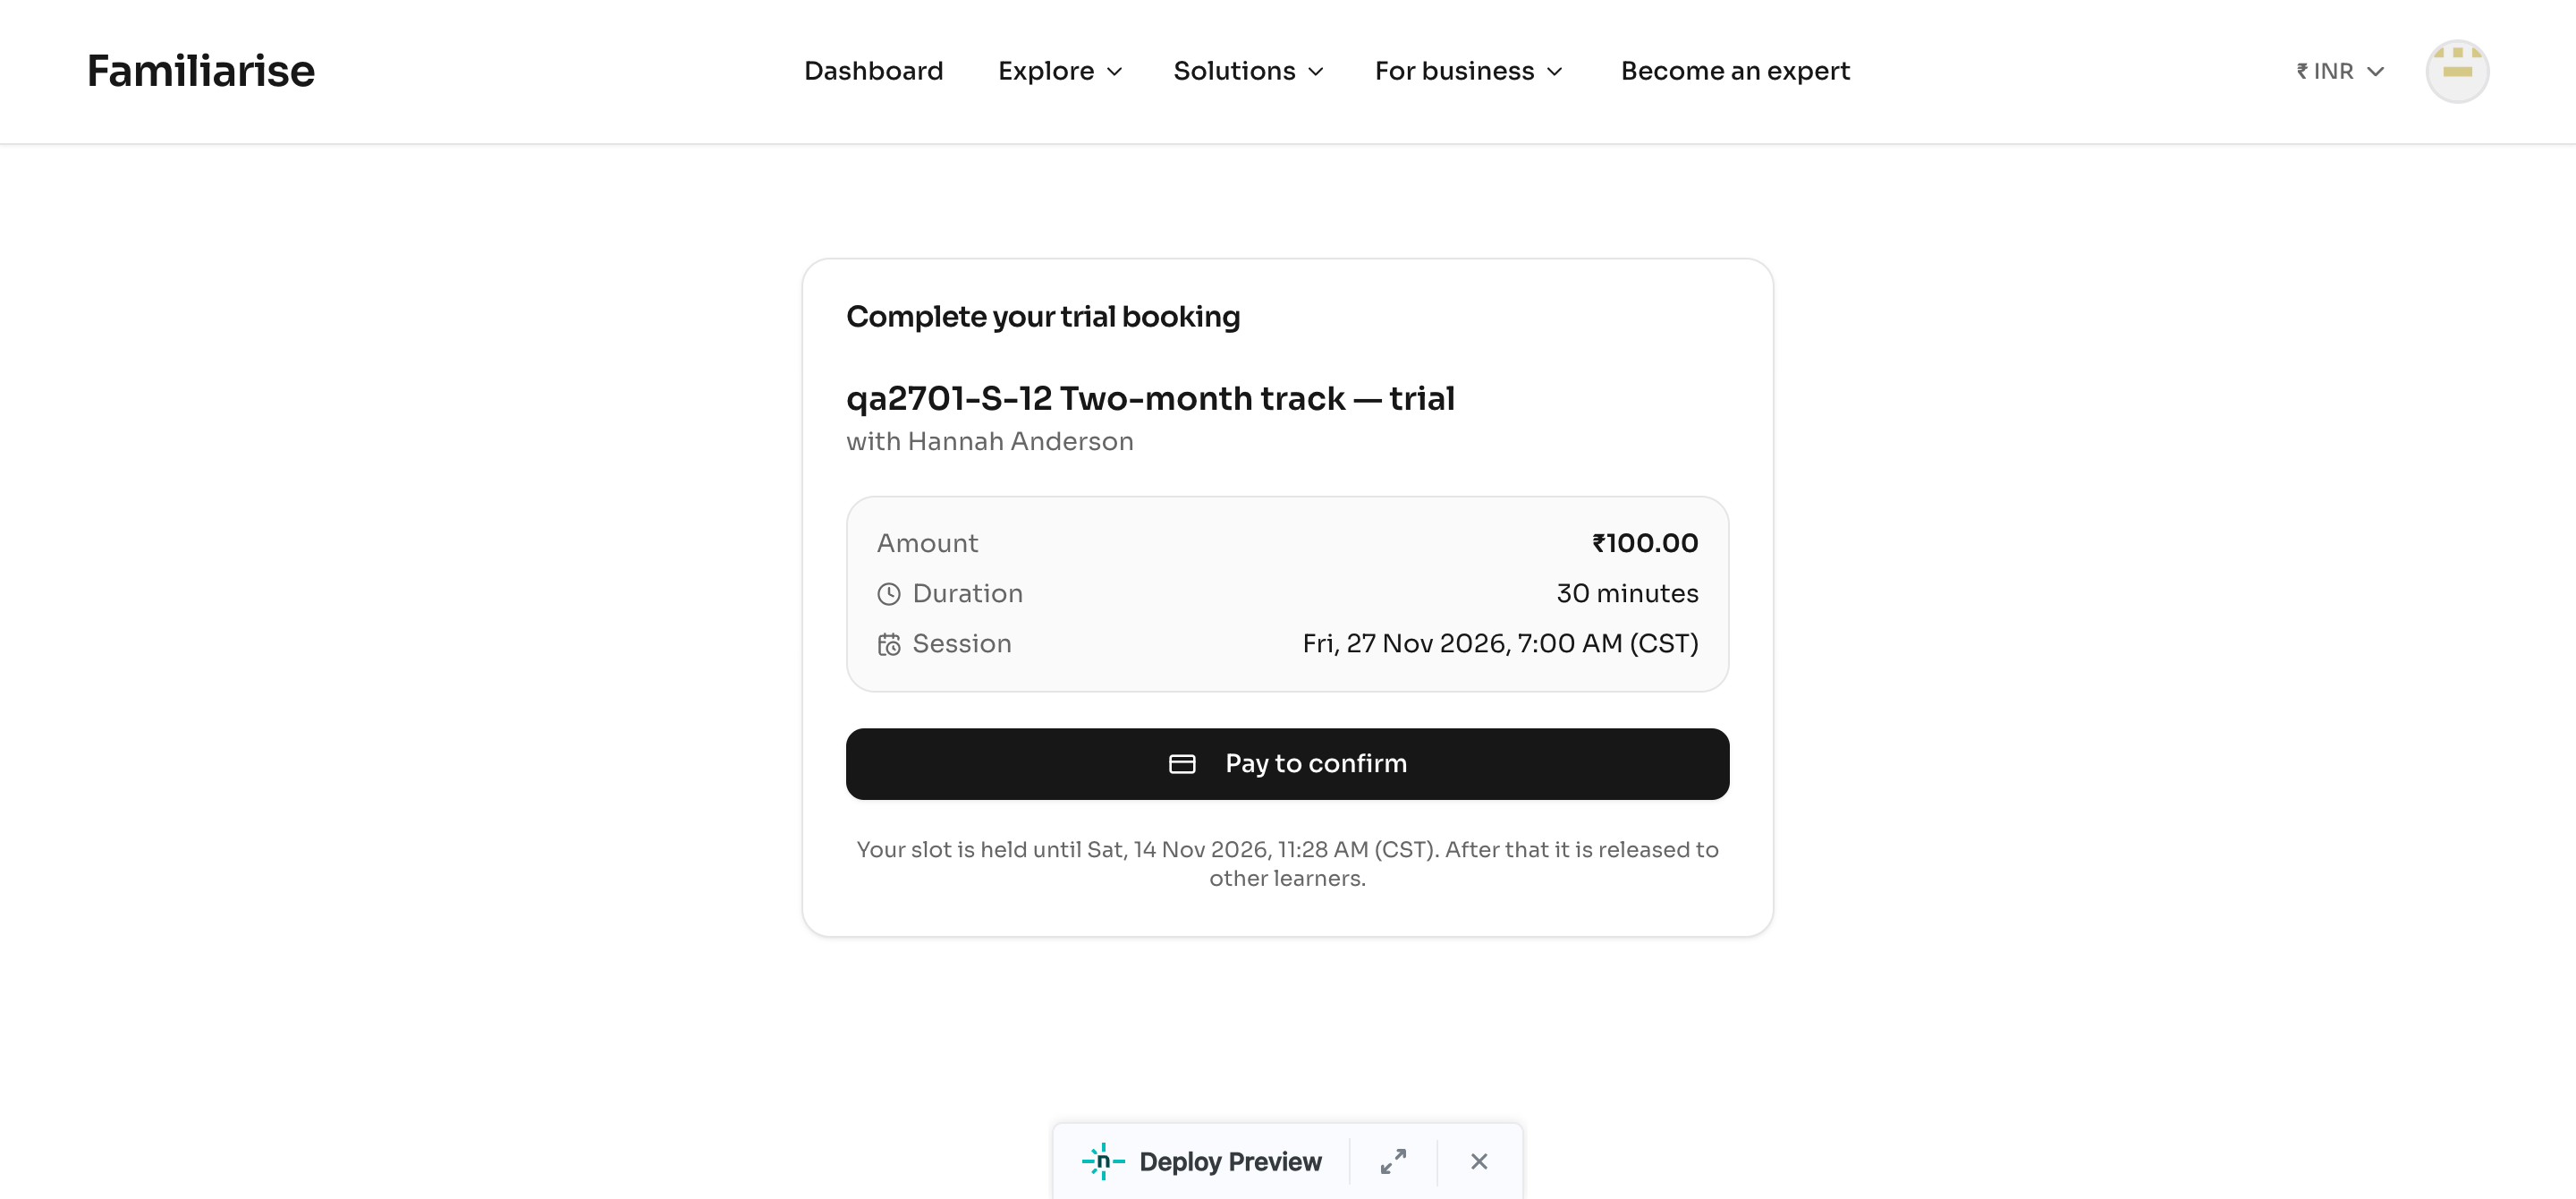 Familiarise
Dashboard
Explore
Solutions
For business
Become an expert
₹ INR
Complete your trial booking
qa2701-S-12 Two-month track — trial
with Hannah Anderson
Amount ₹100.00
Duration 30 minutes
Session Fri, 27 Nov 2026, 7:00 AM (CST)
Pay to confirm
Your slot is held until Sat, 14 Nov 2026, 11:28 AM (CST). After that it is released to
other learners.
n Deploy Preview